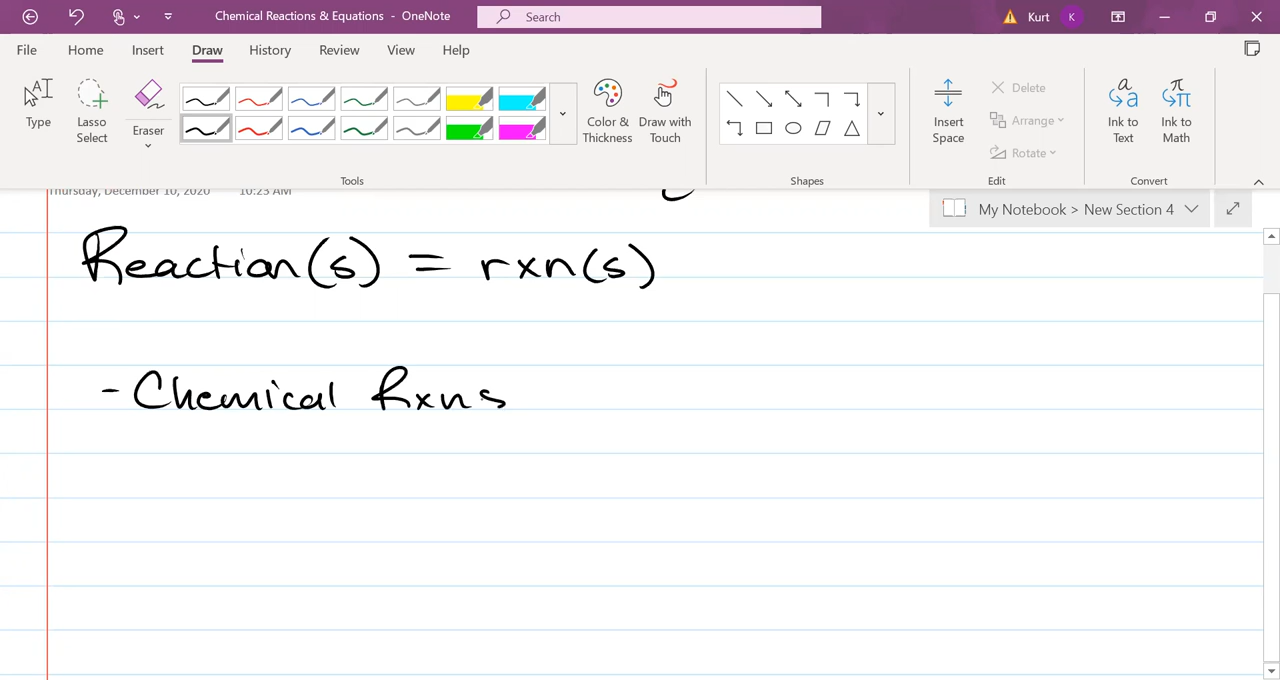 Chemical Reactions & Equations - OneNote
Search
Kurt
K
File Home Insert Draw History Review View Help
Type
Lasso Select
Eraser
Color & Thickness
Draw with Touch
Insert Space
Delete
Arrange
Rotate
Ink to Text
Ink to Math
Tools
Shapes
Edit
Convert
Thursday, December 10, 2020 10:23 AM
My Notebook > New Section 4
Reaction(s) = rxn(s)
- Chemical Rxns